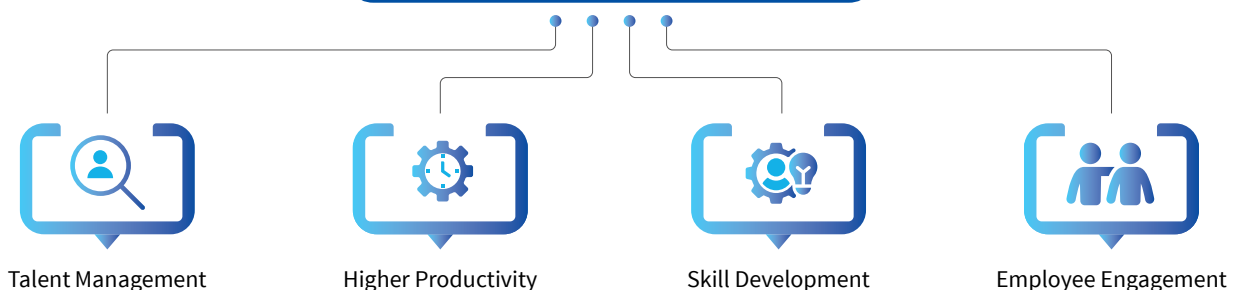 Talent Management
Higher Productivity
Skill Development
Employee Engagement